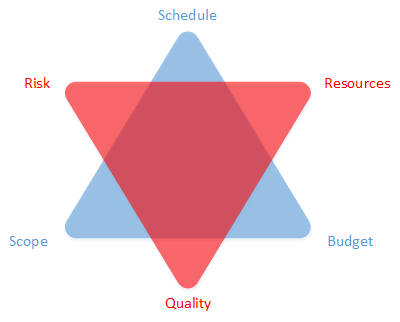 Schedule
Risk
Resources
Scope
Budget
Quality